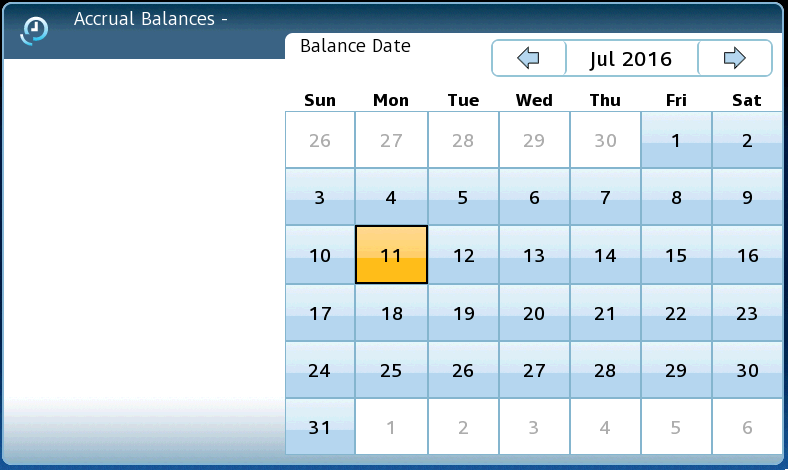 Accrual Balances -
Balance Date
Jul 2016
Sun Mon Tue Wed Thu Fri Sat
26 27 28 29 30 1 2
3 4 5 6 7 8 9
10 11 12 13 14 15 16
17 18 19 20 21 22 23
24 25 26 27 28 29 30
31 1 2 3 4 5 6